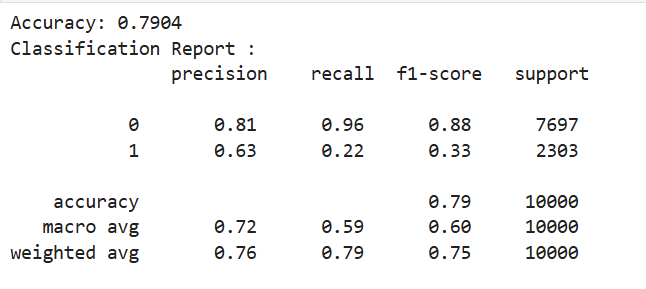 Accuracy: 0.7904
Classification Report :
precision recall f1-score support
0 0.81 0.96 0.88 7697
1 0.63 0.22 0.33 2303
accuracy 0.79 10000
macro avg 0.72 0.59 0.60 10000
weighted avg 0.76 0.79 0.75 10000